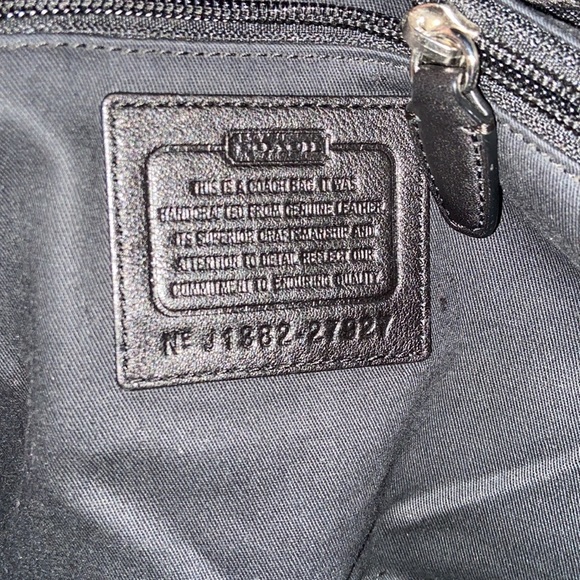 COACH
THIS IS A COACH BAG. IT WAS
HANDCRAFTED FROM GENUINE LEATHER.
ITS SUPERIOR CRAFTSMANSHIP AND
ATTENTION TO DETAIL REFLECT OUR
COMMITMENT TO ENDURING QUALITY.
Nº J1882-27927